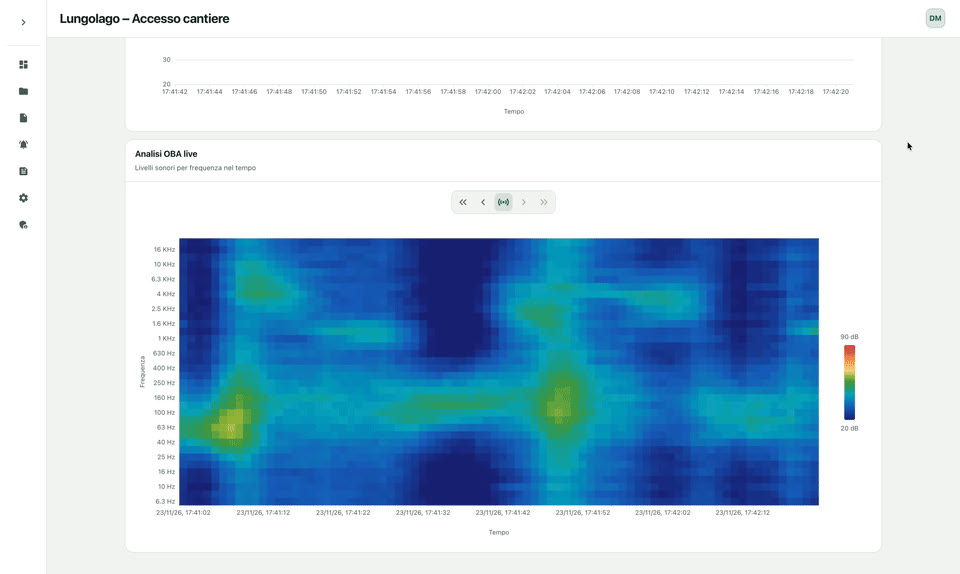 Lungolago – Accesso cantiere
DM
30
20
17:41:42 17:41:44 17:41:46 17:41:48 17:41:50 17:41:52 17:41:54 17:41:56 17:41:58 17:42:00 17:42:02 17:42:04 17:42:06 17:42:08 17:42:10 17:42:12 17:42:14 17:42:16 17:42:18 17:42:20
Tempo
Analisi OBA live
Livelli sonori per frequenza nel tempo
16 KHz
10 KHz
6.3 KHz
4 KHz
2.5 KHz
1.6 KHz
1 KHz
630 Hz
400 Hz
250 Hz
160 Hz
100 Hz
63 Hz
40 Hz
25 Hz
16 Hz
10 Hz
6.3 Hz
Frequenza
90 dB
20 dB
23/11/26, 17:41:02 23/11/26, 17:41:12 23/11/26, 17:41:22 23/11/26, 17:41:32 23/11/26, 17:41:42 23/11/26, 17:41:52 23/11/26, 17:42:02 23/11/26, 17:42:12
Tempo